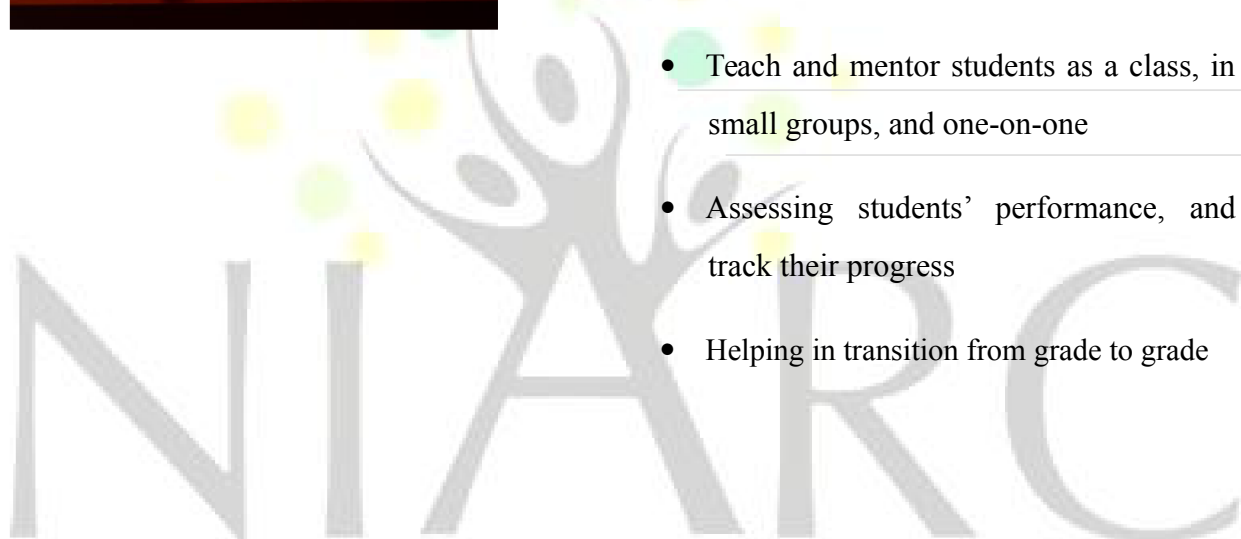 • Teach and mentor students as a class, in
small groups, and one-on-one
• Assessing students’ performance, and
track their progress
• Helping in transition from grade to grade
NIARC